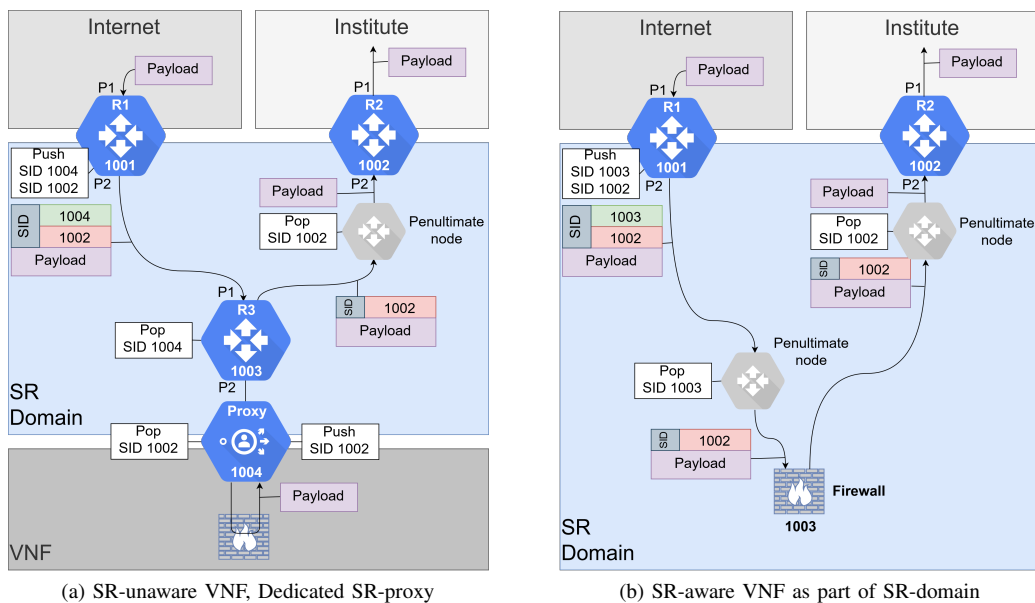 Internet
Institute
Payload
Payload
P1
P1
R1
R2
1001
1002
Push
SID 1004
SID 1002
P2
P2
SID
1004
1002
Payload
Payload
Pop
SID 1002
Penultimate
node
P1
R3
1003
Pop
SID 1004
SID
1002
Payload
P2
SR
Domain
Proxy
1004
Pop
SID 1002
Push
SID 1002
Payload
VNF
(a) SR-unaware VNF, Dedicated SR-proxy
Internet
Institute
Payload
Payload
P1
P1
R1
R2
1001
1002
Push
SID 1003
SID 1002
P2
P2
SID
1003
1002
Payload
Payload
Pop
SID 1002
Penultimate
node
SID
1002
Payload
Penultimate
node
Pop
SID 1003
SID
1002
Payload
Firewall
1003
SR
Domain
(b) SR-aware VNF as part of SR-domain